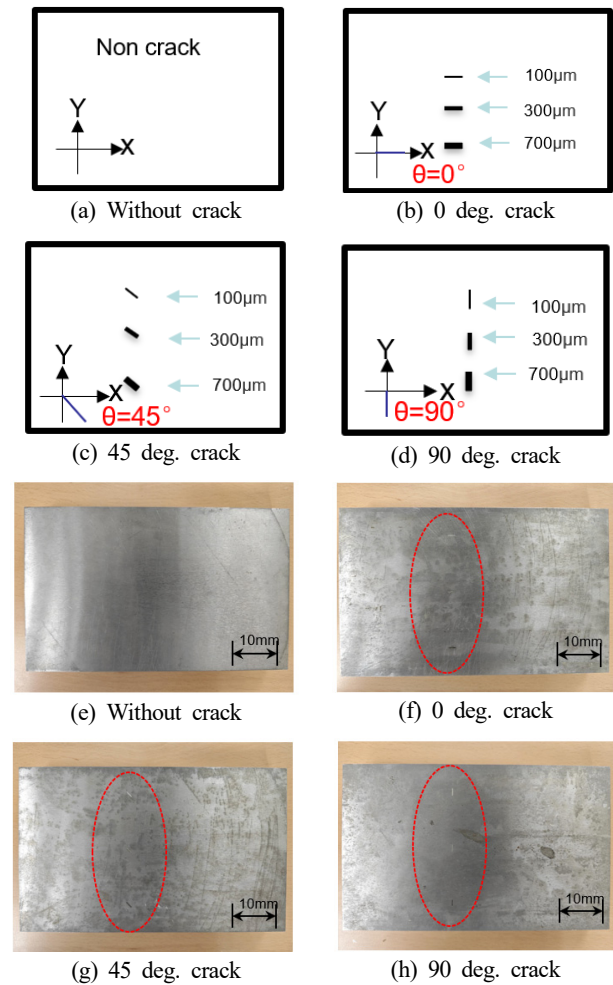 Non crack
Y
X
(a) Without crack
100μm
300μm
700μm
Y
X
θ=0°
(b) 0 deg. crack
100μm
300μm
700μm
Y
X
θ=45°
(c) 45 deg. crack
100μm
300μm
700μm
Y
X
θ=90°
(d) 90 deg. crack
10mm
(e) Without crack
10mm
(f) 0 deg. crack
10mm
(g) 45 deg. crack
10mm
(h) 90 deg. crack